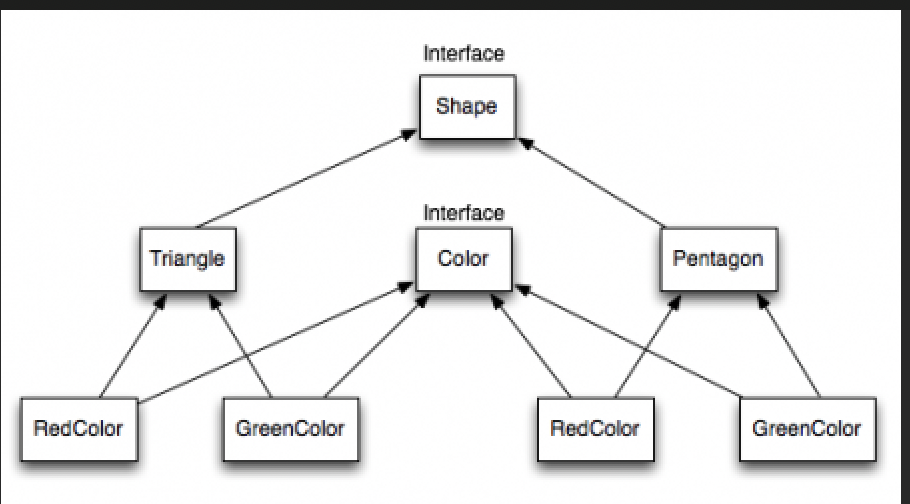 Interface
Shape
Interface
Triangle
Color
Pentagon
RedColor
GreenColor
RedColor
GreenColor